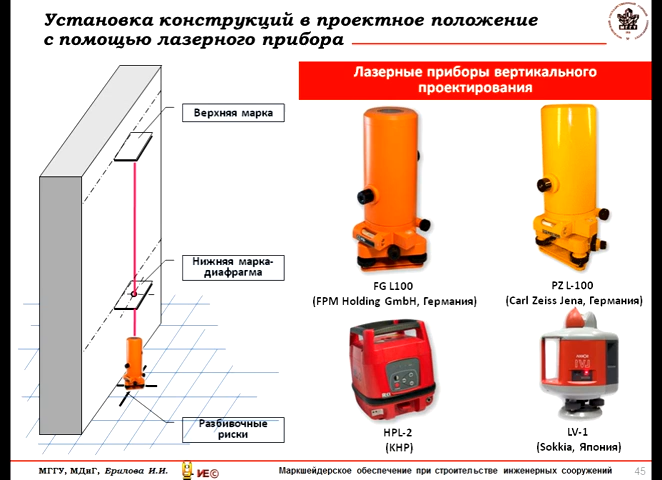 Установка конструкций в проектное положение
с помощью лазерного прибора
Лазерные приборы вертикального
проектирования
Верхняя марка
Нижняя марка-
диафрагма
Разбивочные
риски
FG L100
(FPM Holding GmbH, Германия)
PZ L-100
(Carl Zeiss Jena, Германия)
HPL-2
(КНР)
LV-1
(Sokkia, Япония)
МГГУ, МДиГ, Ерилова И.И.
ИЕ©
Маркшейдерское обеспечение при строительстве инженерных сооружений
45